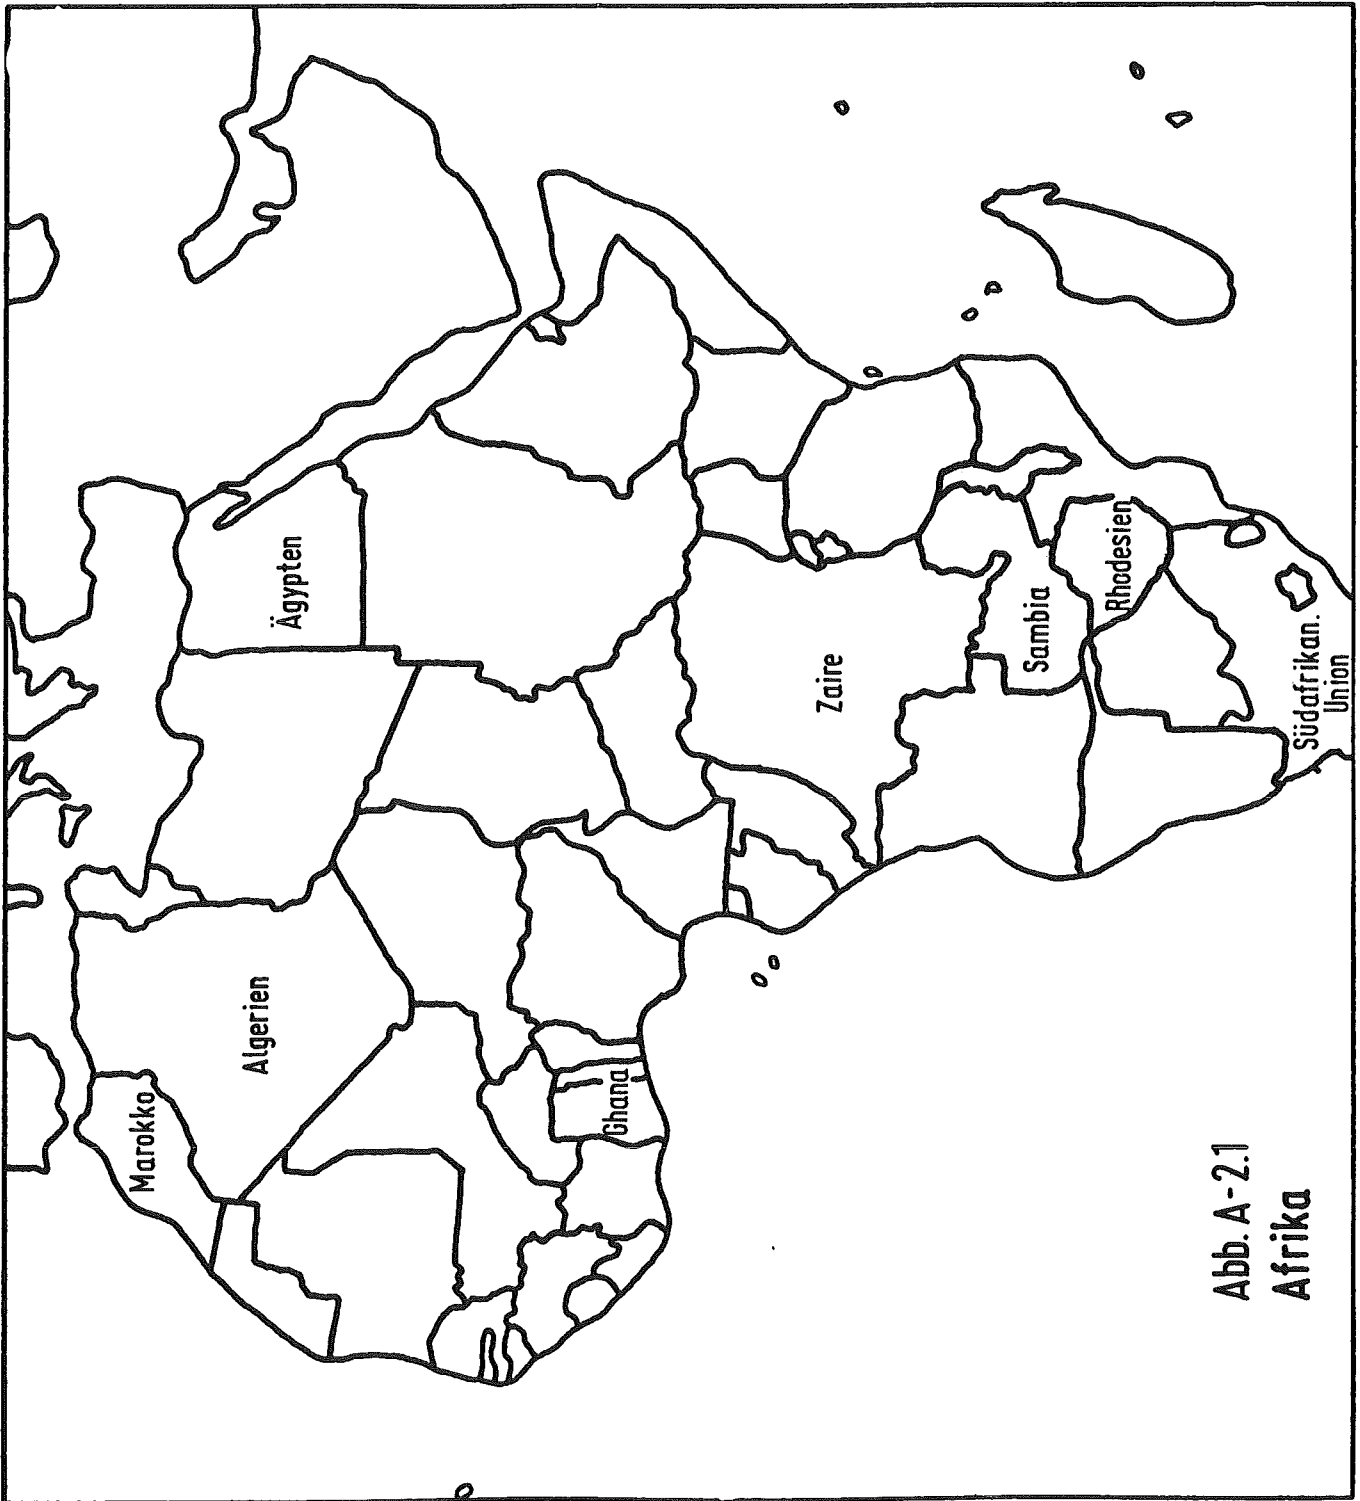 Marokko
Algerien
Ägypten
Ghana
Zaire
Sambia
Rhodesien
Südafrikan.
Union
Abb. A-2.1
Afrika